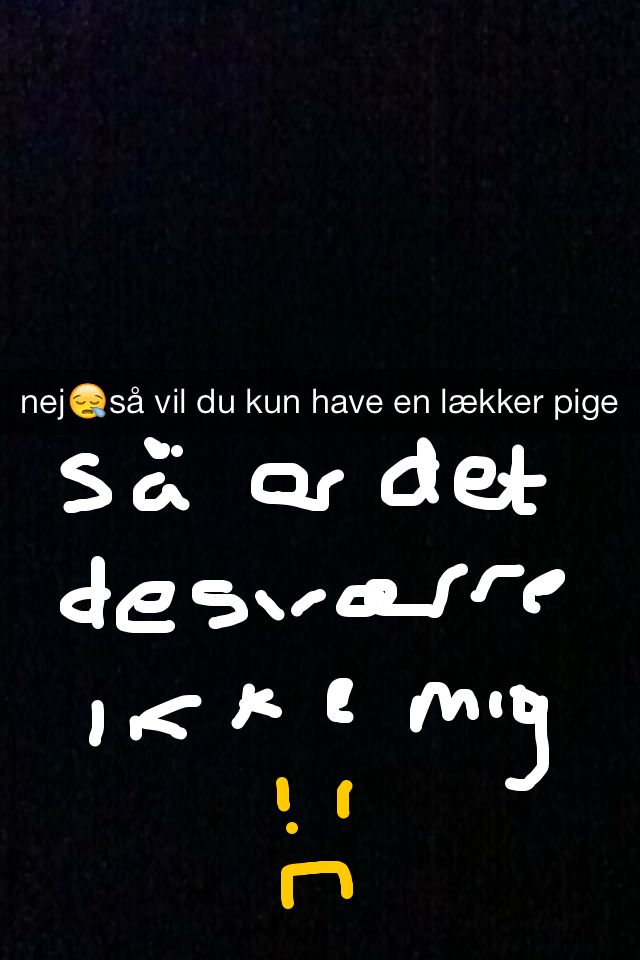 nej😪så vil du kun have en lækker pige
Så er det
desværre
ikke mig